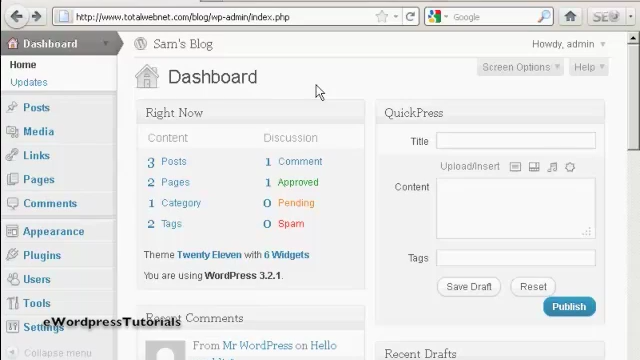 http://www.totalwebnet.com/blog/wp-admin/index.php
Google
SEO
Dashboard
Sam's Blog
Howdy, admin
Home
Updates
Dashboard
Screen Options
Help
Posts
Media
Links
Pages
Comments
Appearance
Plugins
Users
Tools
Settings
Collapse menu
eWordpressTutorials
Right Now
Content
Discussion
3 Posts
1 Comment
2 Pages
1 Approved
1 Category
0 Pending
2 Tags
0 Spam
Theme Twenty Eleven with 6 Widgets
You are using WordPress 3.2.1.
Recent Comments
From Mr WordPress on Hello
QuickPress
Title
Upload/Insert
Content
Tags
Save Draft
Reset
Publish
Recent Drafts